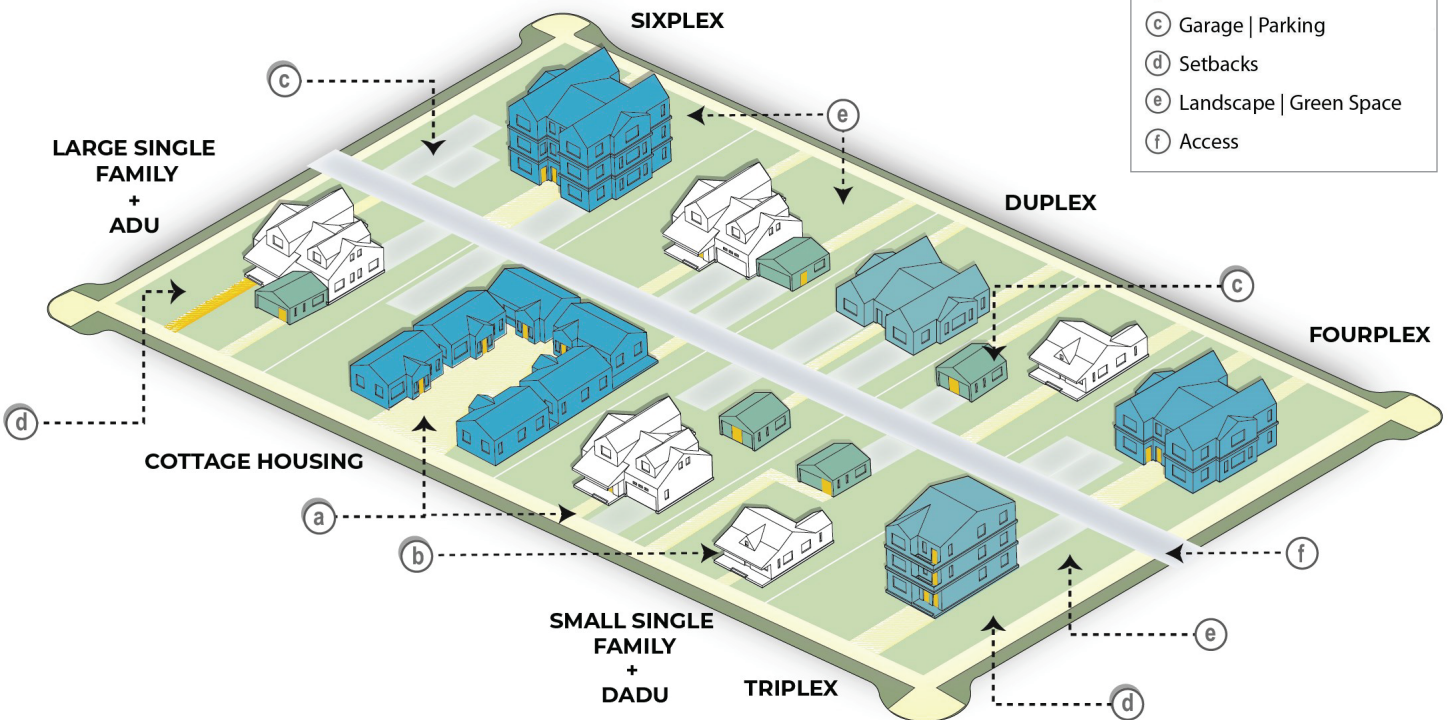 SIXPLEX
c Garage | Parking
d Setbacks
e Landscape | Green Space
f Access
c
e
LARGE SINGLE
FAMILY
+
ADU
DUPLEX
c
FOURPLEX
d
COTTAGE HOUSING
a
b
f
SMALL SINGLE
FAMILY
+
DADU
e
TRIPLEX
d